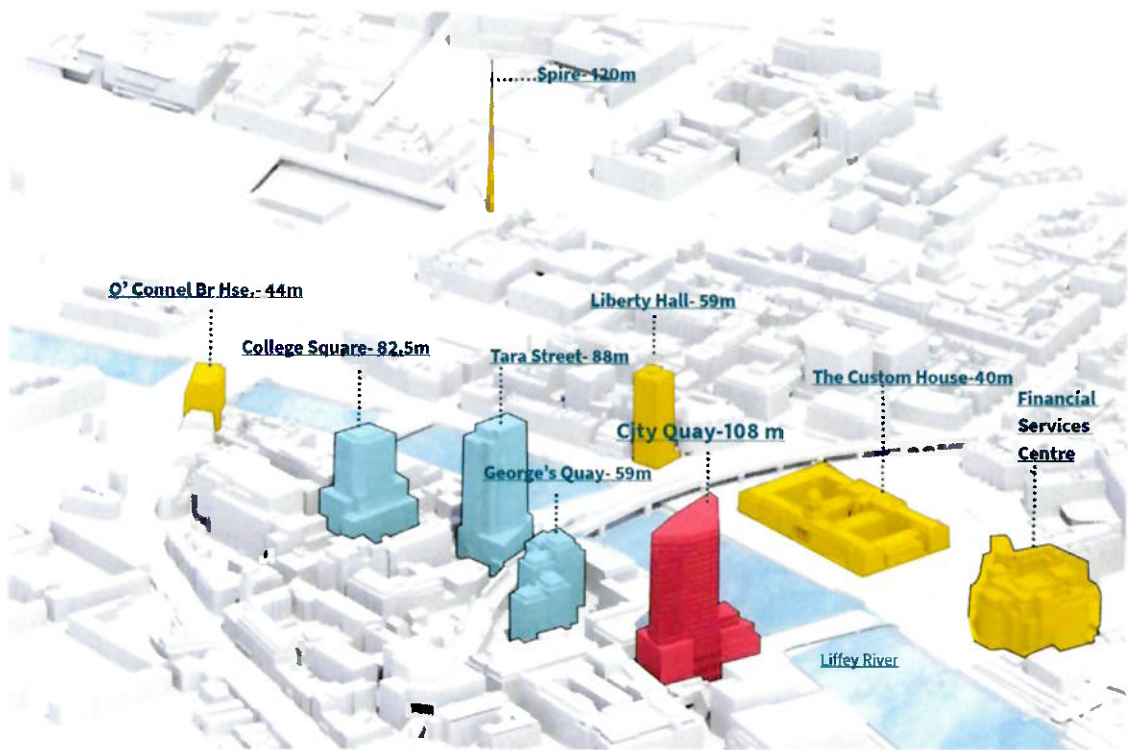 Spire- 120m
O' Connel Br Hse.- 44m
Liberty Hall- 59m
College Square- 82.5m
Tara Street- 88m
The Custom House-40m
Financial
Services
Centre
City Quay-108 m
George's Quay- 59m
Liffey River